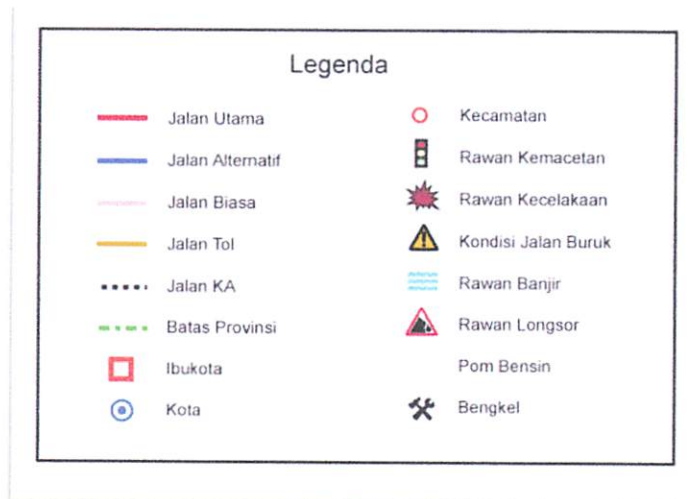 Legenda
Jalan Utama
Jalan Alternatif
Jalan Biasa
Jalan Tol
Jalan KA
Batas Provinsi
Ibukota
Kota
Kecamatan
Rawan Kemacetan
Rawan Kecelakaan
Kondisi Jalan Buruk
Rawan Banjir
Rawan Longsor
Pom Bensin
Bengkel